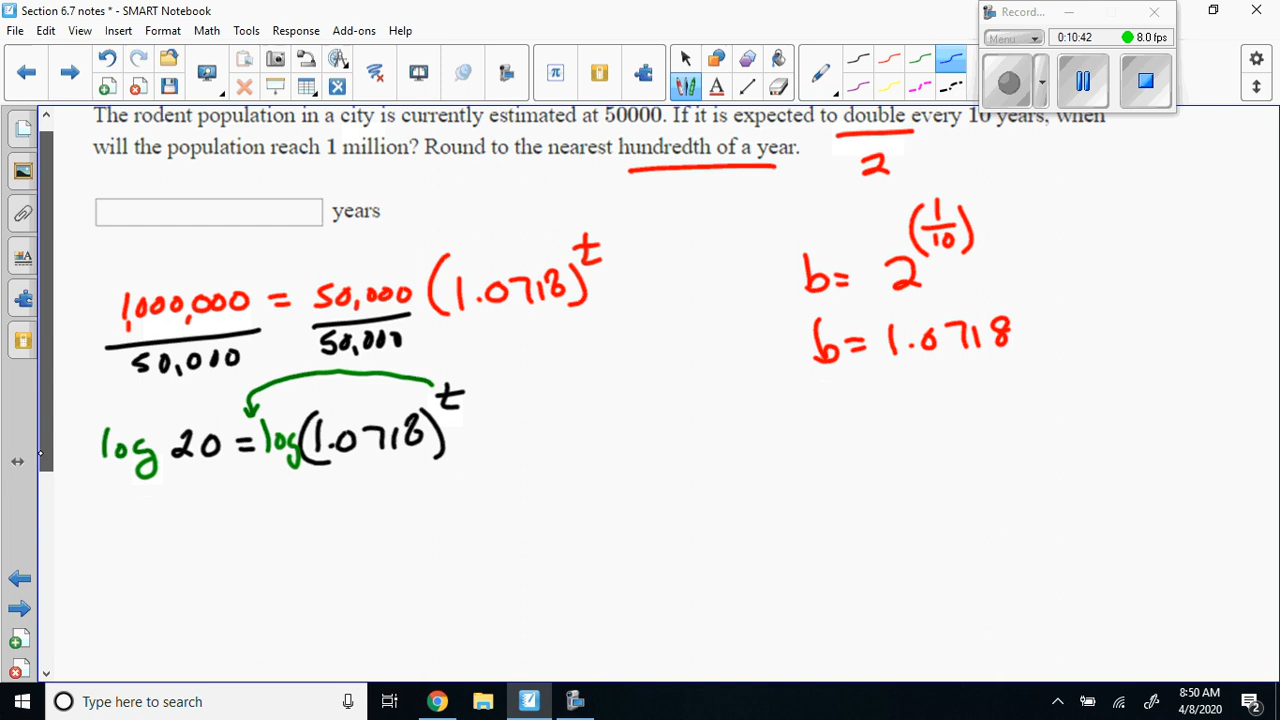 Section 6.7 notes * - SMART Notebook
File Edit View Insert Format Math Tools Response Add-ons Help
Record...
Menu 0:10:42 8.0 fps
The rodent population in a city is currently estimated at 50000. If it is expected to double every 10 years, when
will the population reach 1 million? Round to the nearest hundredth of a year.
2
years
b= 2^(1/10)
1,000,000 = 50,000 (1.0718)^t
50,000 50,000
b= 1.0718
log 20 = log(1.0718)^t
Type here to search
8:50 AM
4/8/2020
2